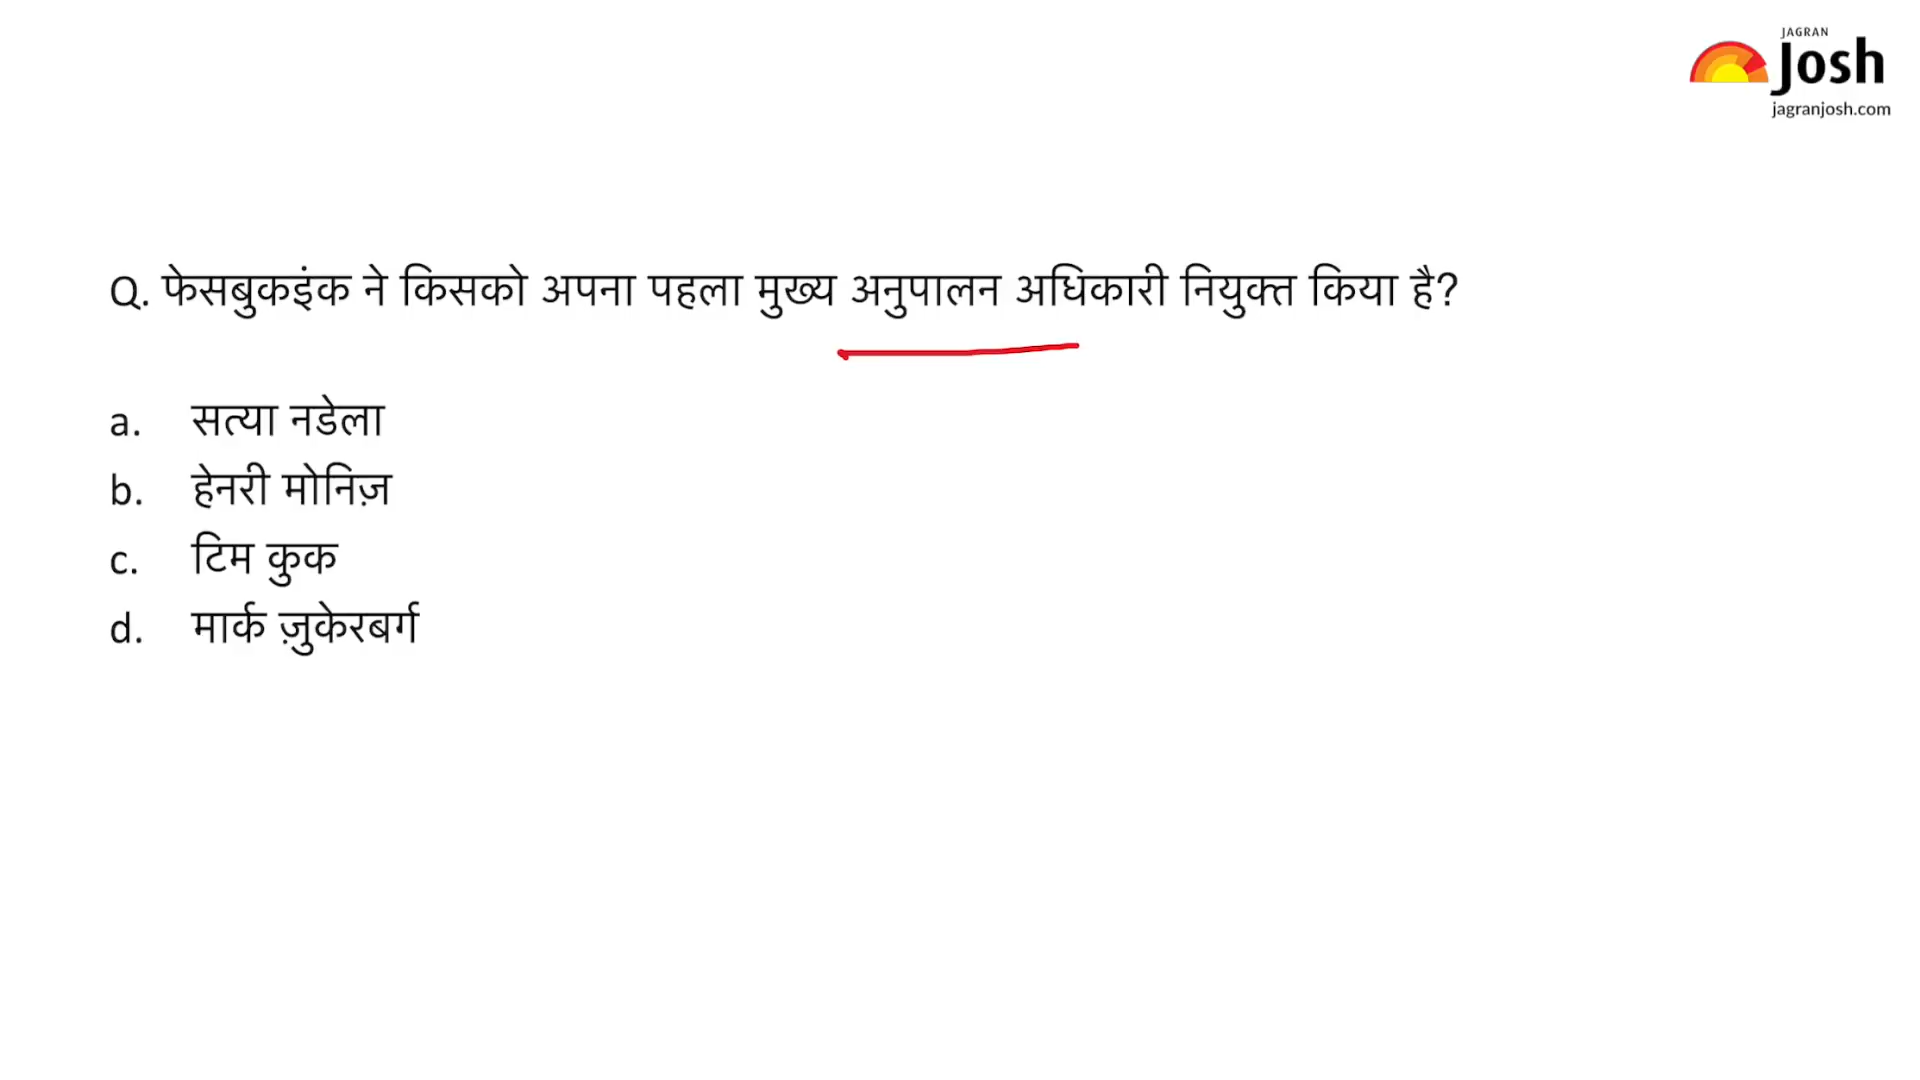 JAGRAN
Josh
jagranjosh.com
Q. फेसबुकइंक ने किसको अपना पहला मुख्य अनुपालन अधिकारी नियुक्त किया है?
a. सत्या नडेला
b. हेनरी मोनिज़
c. टिम कुक
d. मार्क ज़ुकेरबर्ग